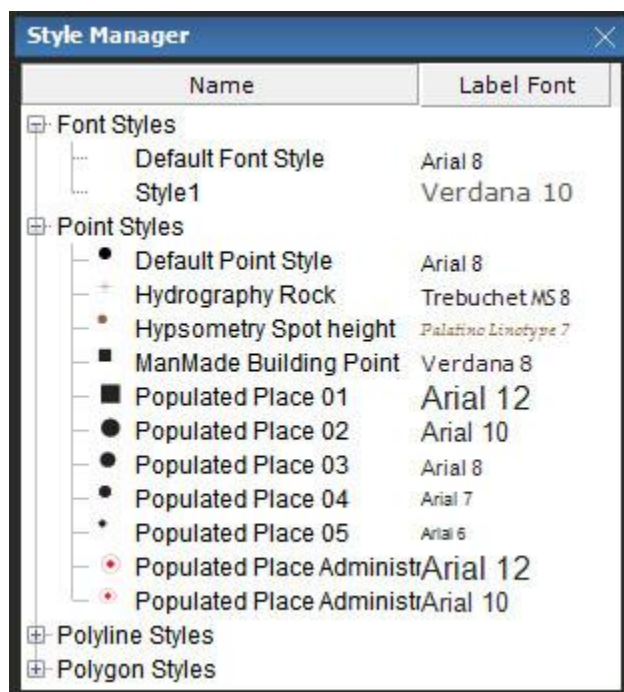 Style Manager
Name Label Font
Font Styles
Default Font Style Arial 8
Style1 Verdana 10
Point Styles
Default Point Style Arial 8
Hydrography Rock Trebuchet MS 8
Hypsometry Spot height Palatino Linotype 7
ManMade Building Point Verdana 8
Populated Place 01 Arial 12
Populated Place 02 Arial 10
Populated Place 03 Arial 8
Populated Place 04 Arial 7
Populated Place 05 Arial 6
Populated Place Administr Arial 12
Populated Place Administr Arial 10
Polyline Styles
Polygon Styles